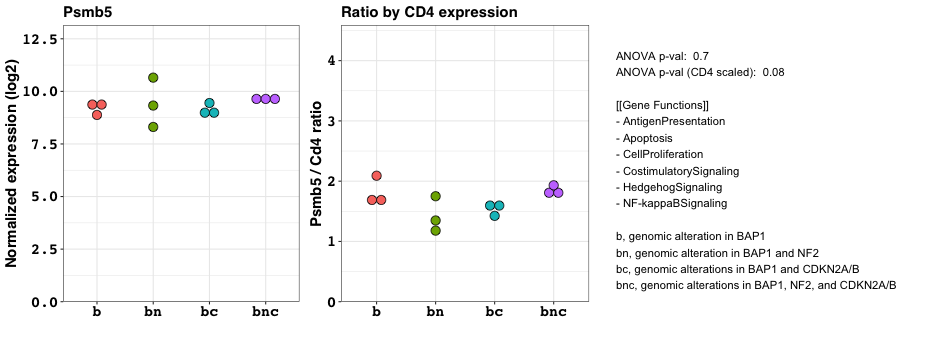 Psmb5
Normalized expression (log2)
12.5
10.0
7.5
5.0
2.5
0.0
b
bn
bc
bnc
Ratio by CD4 expression
Psmb5 / Cd4 ratio
4
3
2
1
0
b
bn
bc
bnc
ANOVA p-val:  0.7
ANOVA p-val (CD4 scaled):  0.08
[[Gene Functions]]
- AntigenPresentation
- Apoptosis
- CellProliferation
- CostimulatorySignaling
- HedgehogSignaling
- NF-kappaBSignaling
b, genomic alteration in BAP1
bn, genomic alteration in BAP1 and NF2
bc, genomic alterations in BAP1 and CDKN2A/B
bnc, genomic alterations in BAP1, NF2, and CDKN2A/B